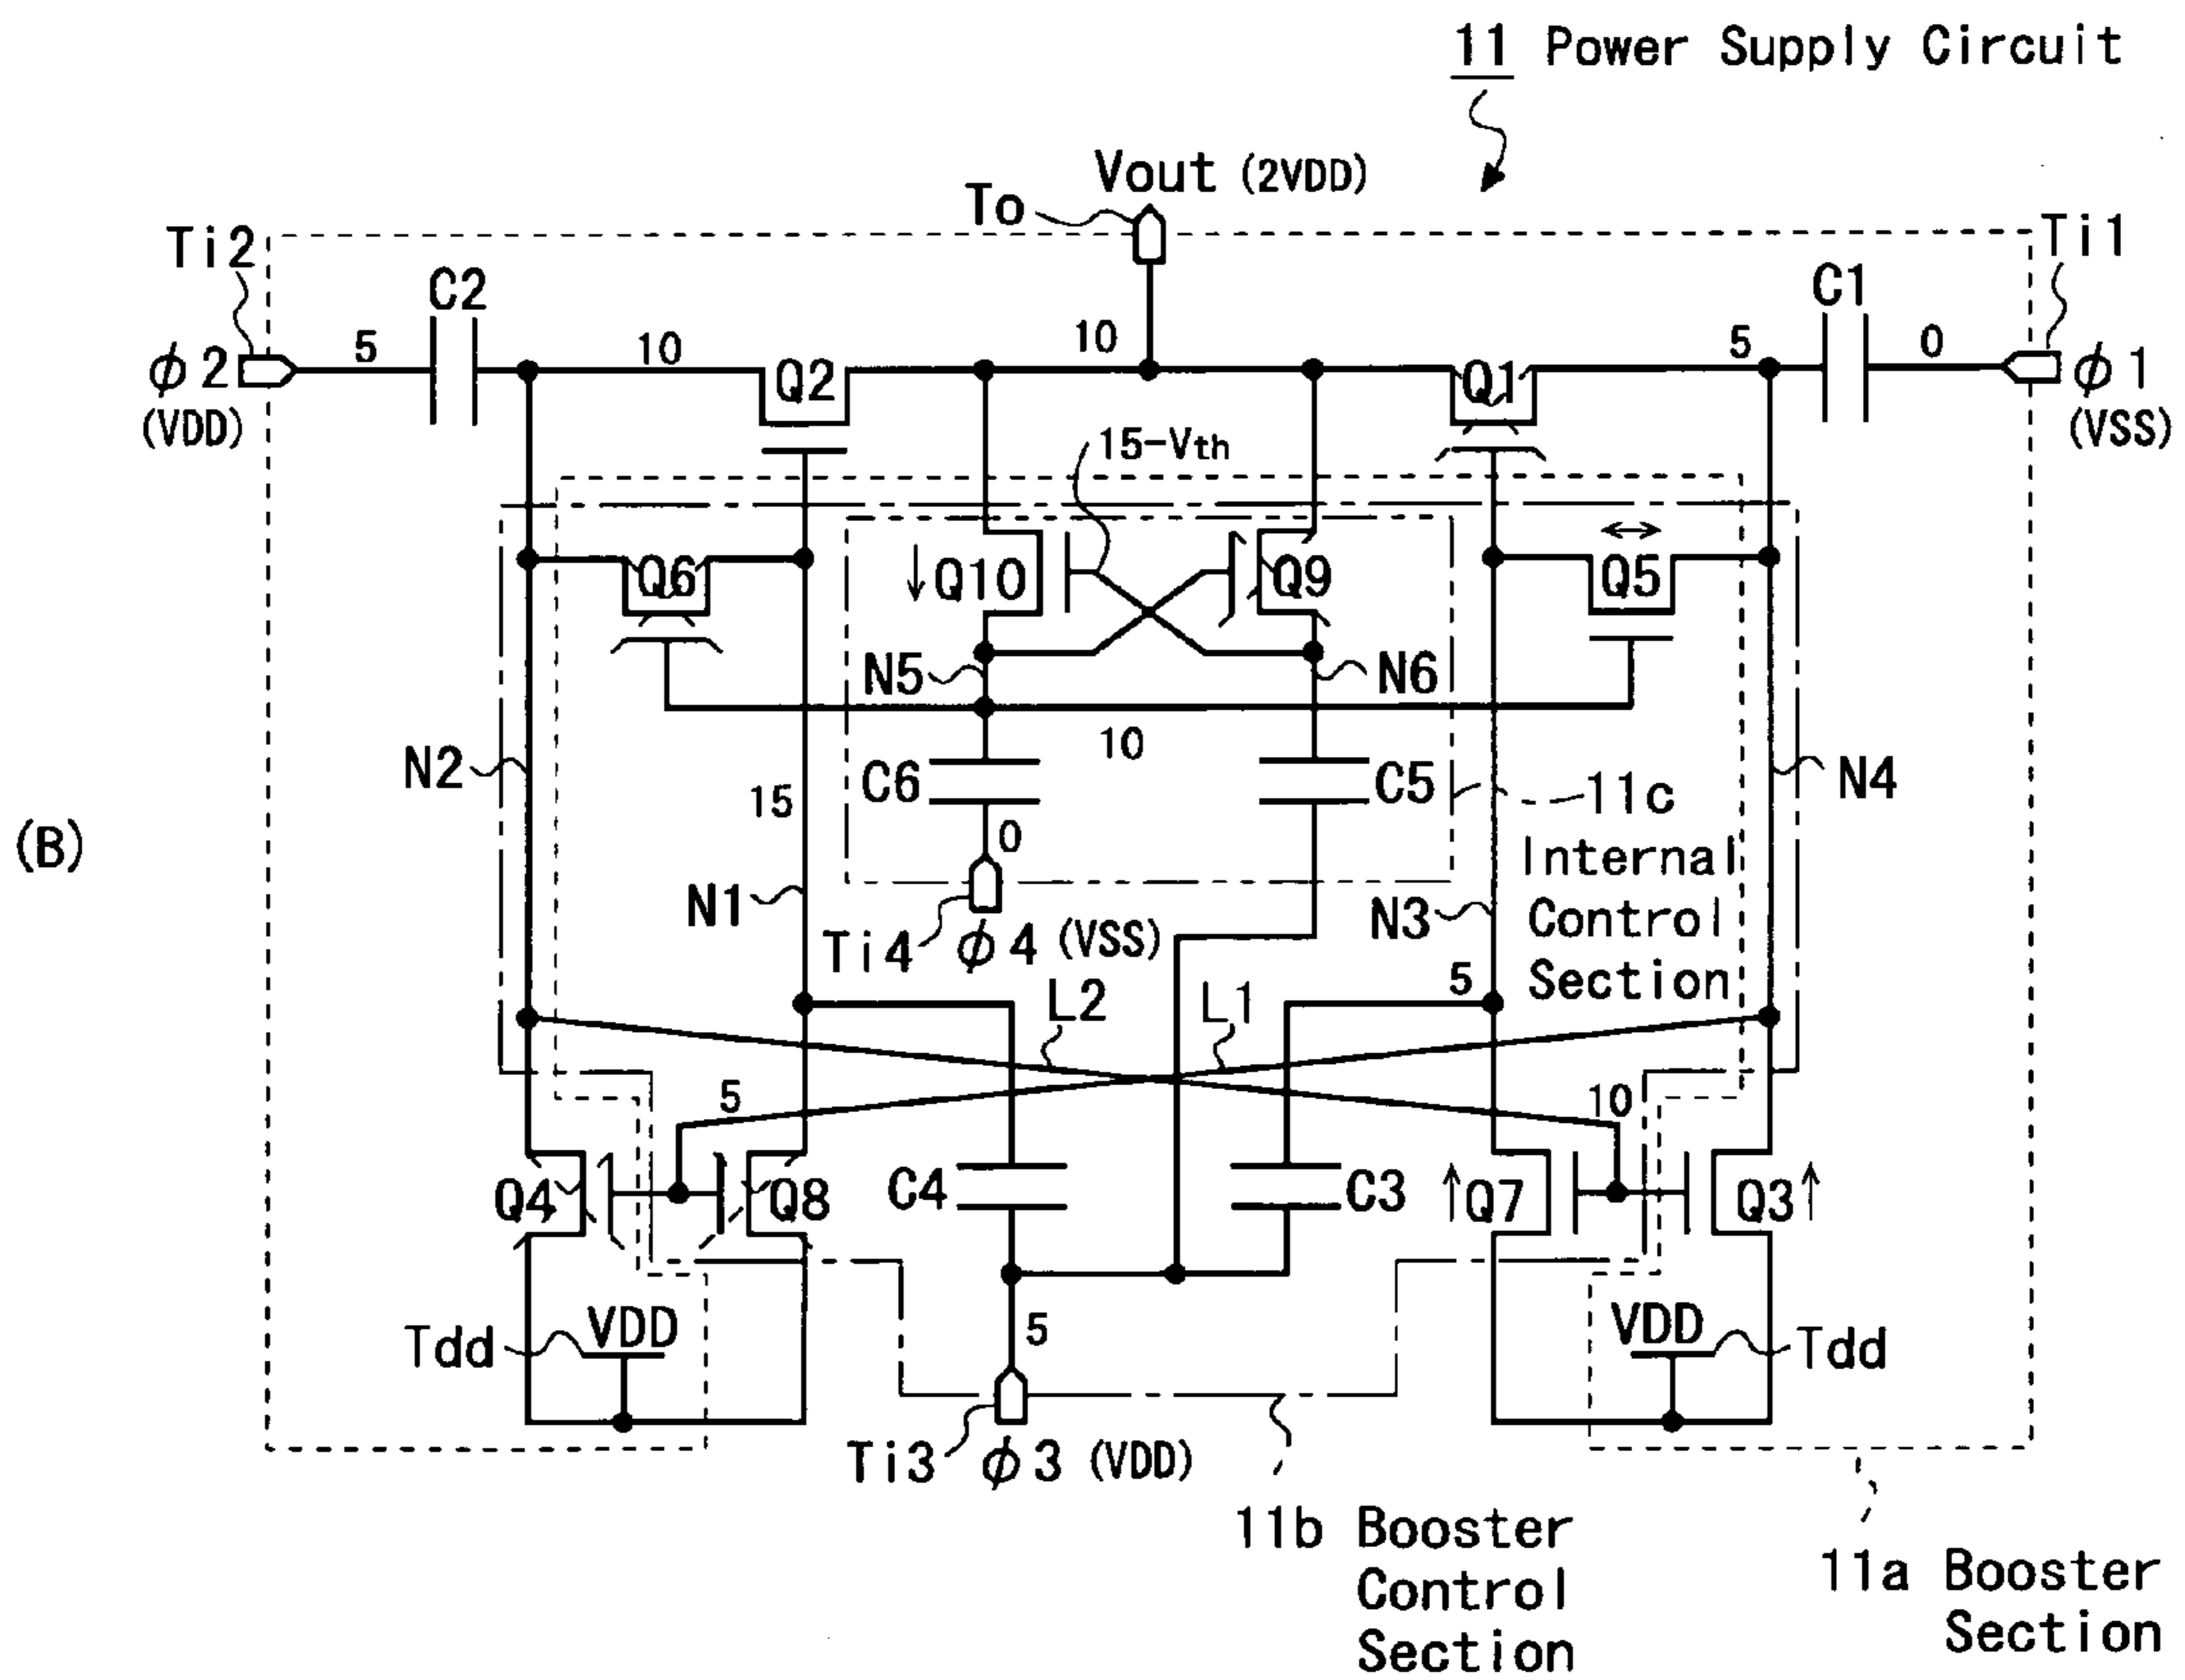 11 Power Supply Circuit
Vout (2VDD)
To
Ti2
Ti1
C2
C1
ϕ2
(VDD)
5
10
Q2
10
Q1
5
0
ϕ1
(VSS)
15-Vth
Q6
Q10
Q9
Q5
N5
N6
N2
10
C6
C5
11c
Internal
Control
Section
N4
15
0
(B)
N1
N3
Ti4
ϕ4 (VSS)
5
L2
L1
5
10
Q4
Q8
C4
C3
Q7
Q3
Tdd
VDD
5
VDD
Tdd
Ti3
ϕ3 (VDD)
11b Booster
Control
Section
11a Booster
Section